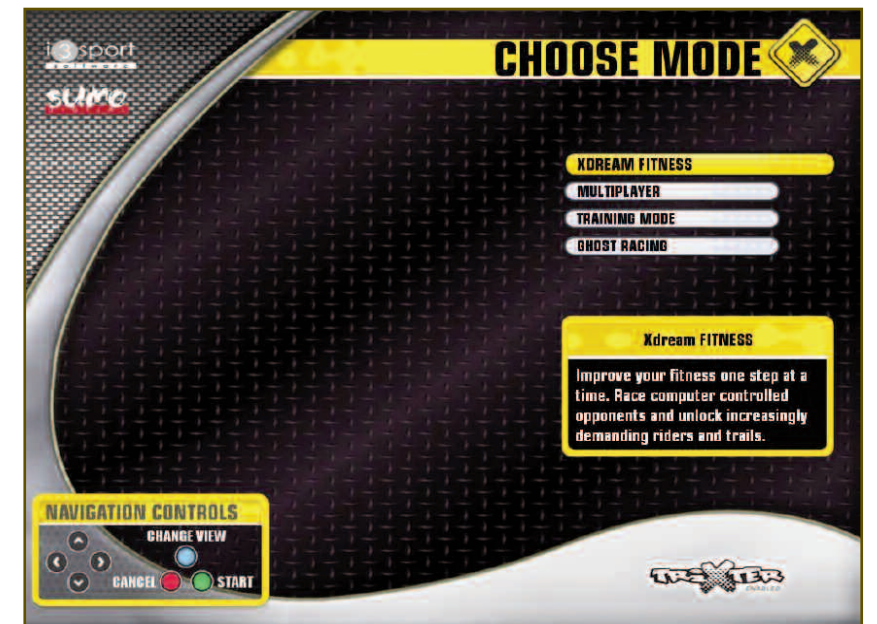 i3sport
software
sumo
CHOOSE MODE
XDREAM FITNESS
MULTIPLAYER
TRAINING MODE
GHOST RACING
Xdream FITNESS
Improve your fitness one step at a
time. Race computer controlled
opponents and unlock increasingly
demanding riders and trails.
NAVIGATION CONTROLS
CHANGE VIEW
CANCEL START
TRIXTER
ENABLED